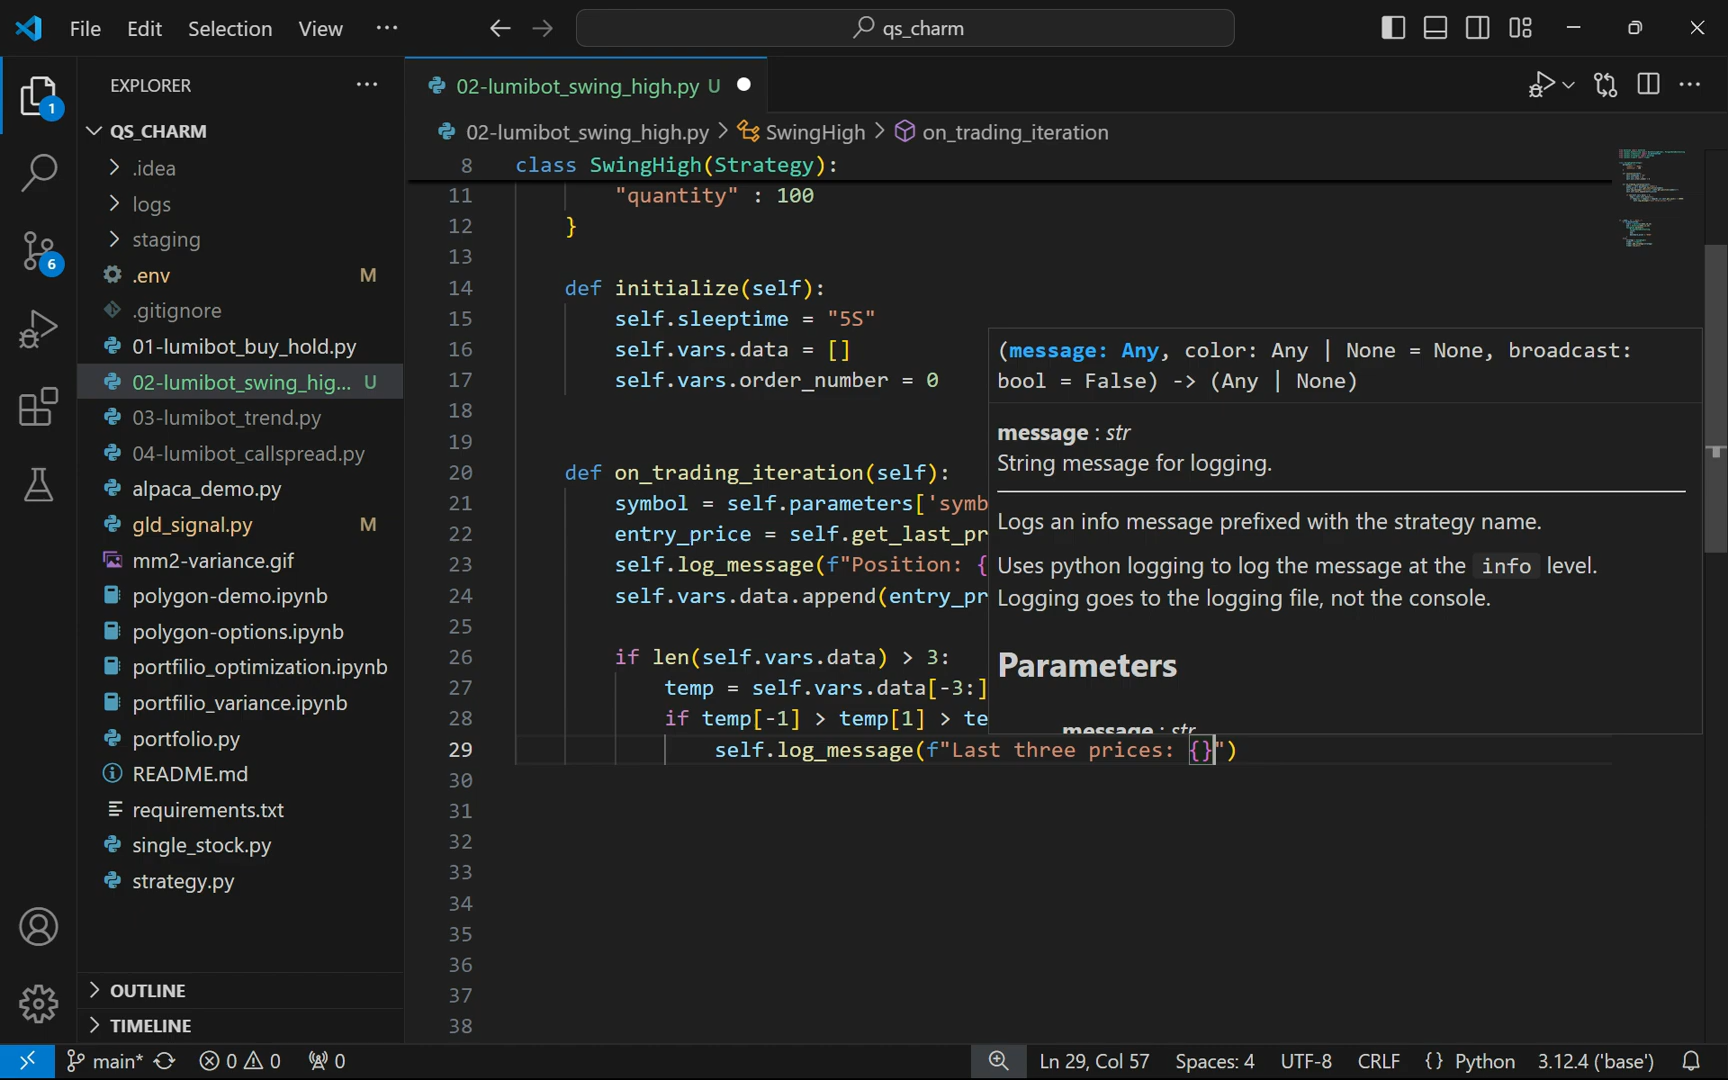 File Edit Selection View ··· qs_charm
EXPLORER ···
QS_CHARM
.idea
logs
staging
.env M
.gitignore
01-lumibot_buy_hold.py
02-lumibot_swing_hig... U
03-lumibot_trend.py
04-lumibot_callspread.py
alpaca_demo.py
gld_signal.py M
mm2-variance.gif
polygon-demo.ipynb
polygon-options.ipynb
portfilio_optimization.ipynb
portfilio_variance.ipynb
portfolio.py
README.md
requirements.txt
single_stock.py
strategy.py
OUTLINE
TIMELINE
1
6
02-lumibot_swing_high.py U
02-lumibot_swing_high.py > SwingHigh > on_trading_iteration
8 class SwingHigh(Strategy):
11 "quantity" : 100
12 }
13
14 def initialize(self):
15 self.sleeptime = "5S"
16 self.vars.data = []
17 self.vars.order_number = 0
18
19
20 def on_trading_iteration(self):
21 symbol = self.parameters['symb
22 entry_price = self.get_last_pr
23 self.log_message(f"Position: {
24 self.vars.data.append(entry_pr
25
26 if len(self.vars.data) > 3:
27 temp = self.vars.data[-3:]
28 if temp[-1] > temp[1] > te
29 self.log_message(f"Last three prices: {}")
30
31
32
33
34
35
36
37
38
(message: Any, color: Any | None = None, broadcast:
bool = False) -> (Any | None)
message : str
String message for logging.
Logs an info message prefixed with the strategy name.
Uses python logging to log the message at the info level.
Logging goes to the logging file, not the console.
Parameters
message : str
main* 0 0 0 Ln 29, Col 57 Spaces: 4 UTF-8 CRLF {} Python 3.12.4 ('base')